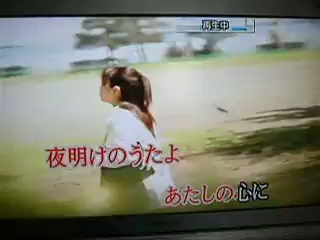 再生中
夜明けのうたよ
あたしの心に